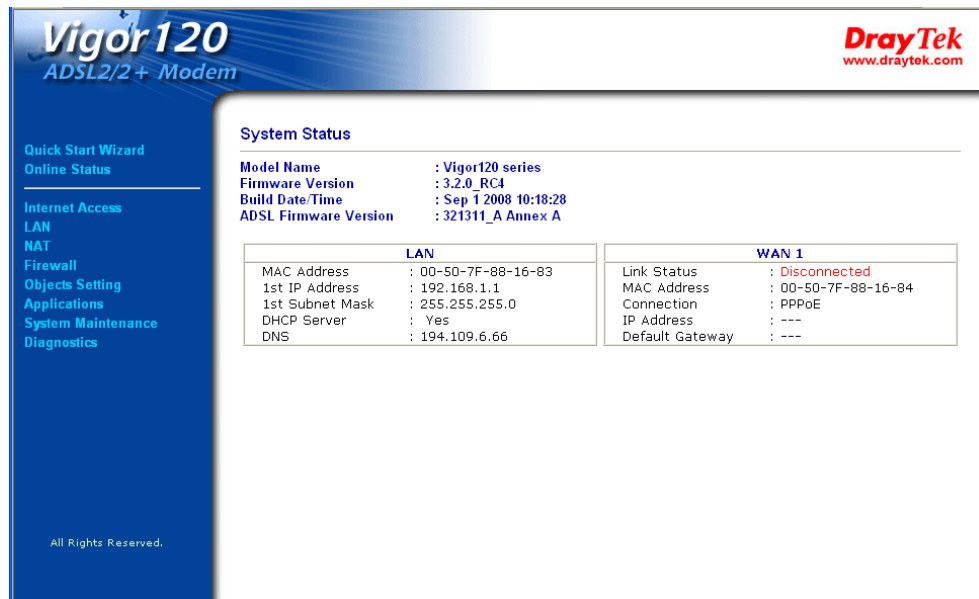 Vigor120
ADSL2/2+ Modem
DrayTek
www.draytek.com
Quick Start Wizard
Online Status
Internet Access
LAN
NAT
Firewall
Objects Setting
Applications
System Maintenance
Diagnostics
All Rights Reserved.
System Status
Model Name : Vigor120 series
Firmware Version : 3.2.0_RC4
Build Date/Time : Sep 1 2008 10:18:28
ADSL Firmware Version : 321311_A Annex A
LAN
MAC Address : 00-50-7F-88-16-83
1st IP Address : 192.168.1.1
1st Subnet Mask : 255.255.255.0
DHCP Server : Yes
DNS : 194.109.6.66
WAN 1
Link Status : Disconnected
MAC Address : 00-50-7F-88-16-84
Connection : PPPoE
IP Address : ---
Default Gateway : ---